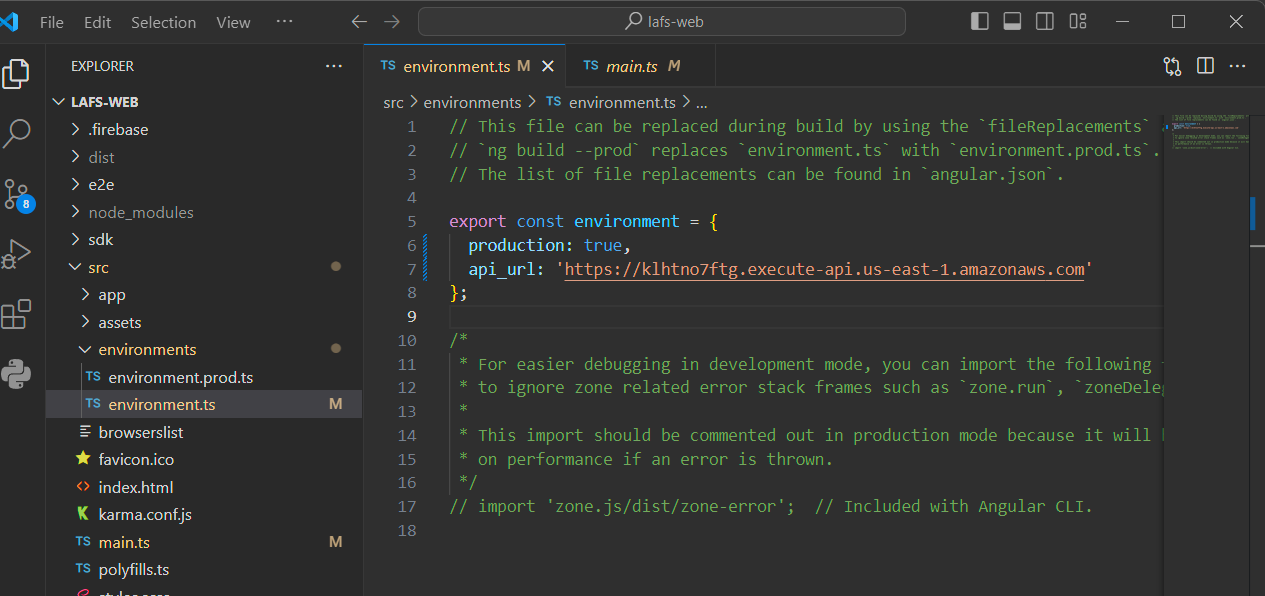 File Edit Selection View ··· lafs-web
EXPLORER ···
LAFS-WEB
.firebase
dist
e2e
node_modules
sdk
src
app
assets
environments
TS environment.prod.ts
TS environment.ts M
browserslist
favicon.ico
index.html
karma.conf.js
TS main.ts M
TS polyfills.ts
8
TS environment.ts M
TS main.ts M
src > environments > TS environment.ts > ...
1 // This file can be replaced during build by using the `fileReplacements`
2 // `ng build --prod` replaces `environment.ts` with `environment.prod.ts`.
3 // The list of file replacements can be found in `angular.json`.
4
5 export const environment = {
6 production: true,
7 api_url: 'https://klhtno7ftg.execute-api.us-east-1.amazonaws.com'
8 };
9
10 /*
11 * For easier debugging in development mode, you can import the following
12 * to ignore zone related error stack frames such as `zone.run`, `zoneDeleg
13 *
14 * This import should be commented out in production mode because it will
15 * on performance if an error is thrown.
16 */
17 // import 'zone.js/dist/zone-error'; // Included with Angular CLI.
18